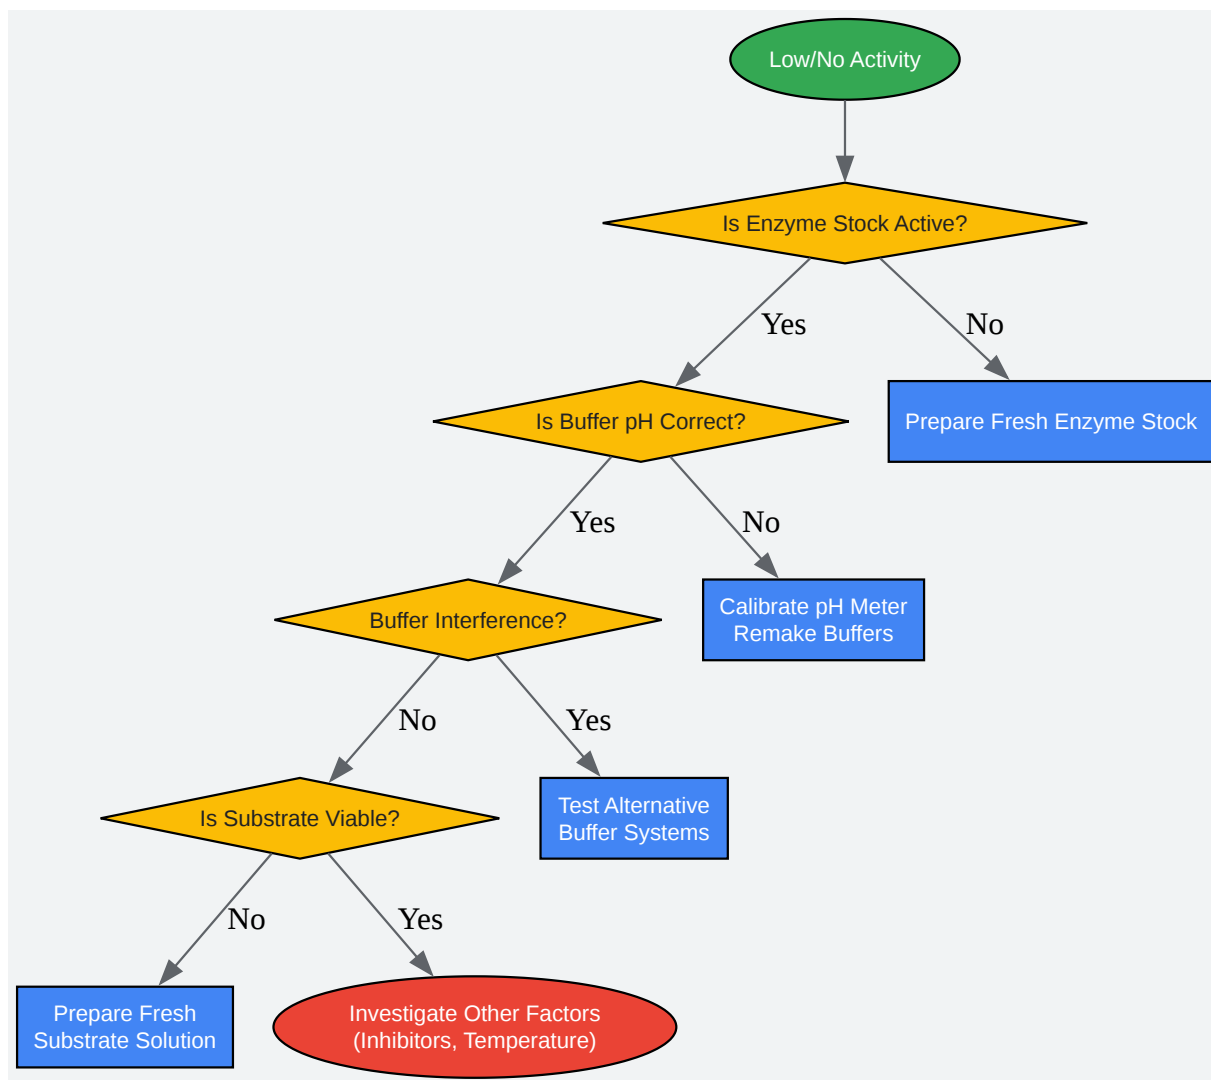 Low/No Activity
Is Enzyme Stock Active?
Yes
No
Is Buffer pH Correct?
Prepare Fresh Enzyme Stock
Yes
No
Buffer Interference?
Calibrate pH Meter
Remake Buffers
No
Yes
Is Substrate Viable?
Test Alternative
Buffer Systems
No
Yes
Prepare Fresh
Substrate Solution
Investigate Other Factors
(Inhibitors, Temperature)